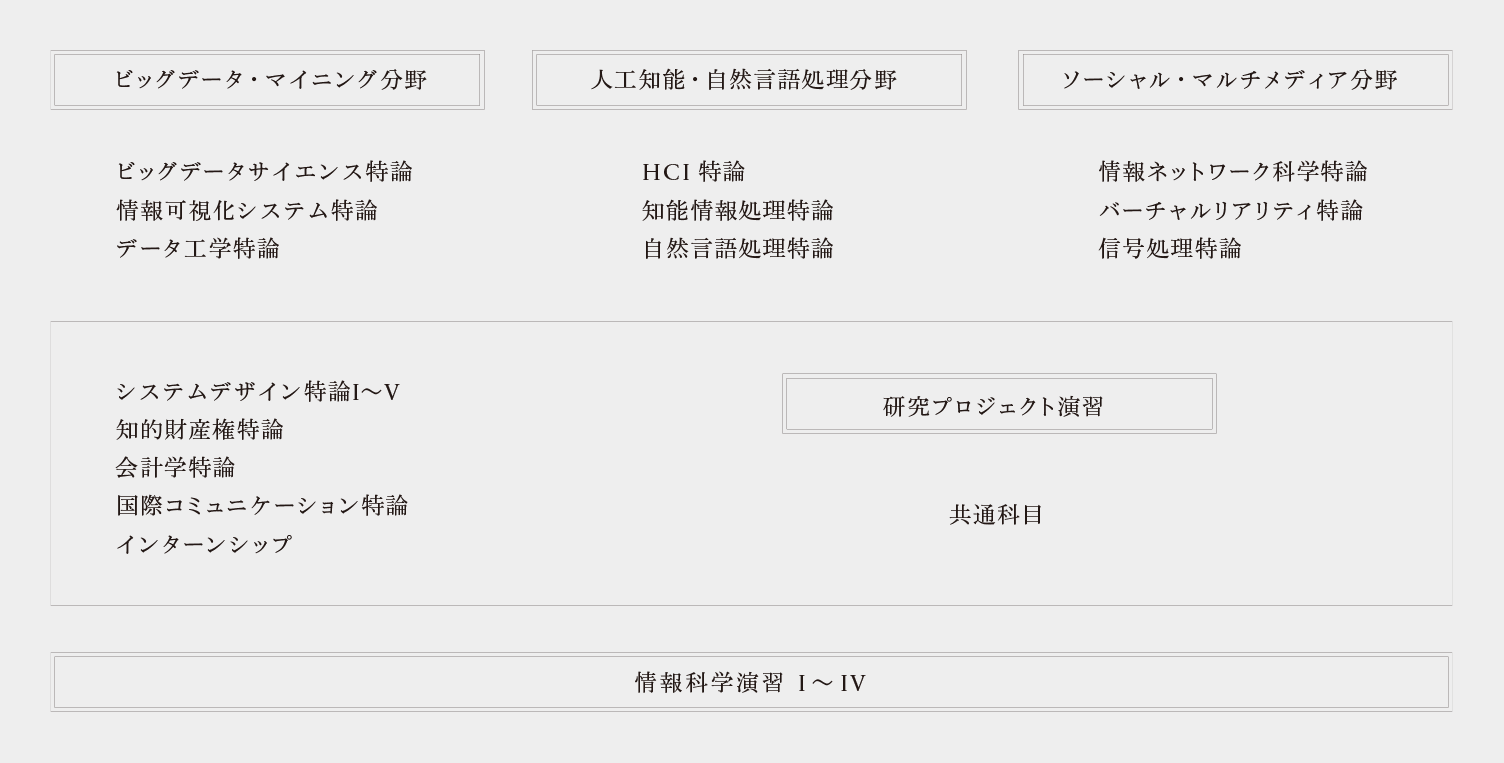 ビッグデータ・マイニング分野
人工知能・自然言語処理分野
ソーシャル・マルチメディア分野
ビッグデータサイエンス特論
情報可視化システム特論
データ工学特論
HCI 特論
知能情報処理特論
自然言語処理特論
情報ネットワーク科学特論
バーチャルリアリティ特論
信号処理特論
システムデザイン特論I〜V
知的財産権特論
会計学特論
国際コミュニケーション特論
インターンシップ
研究プロジェクト演習
共通科目
情報科学演習 I 〜 IV